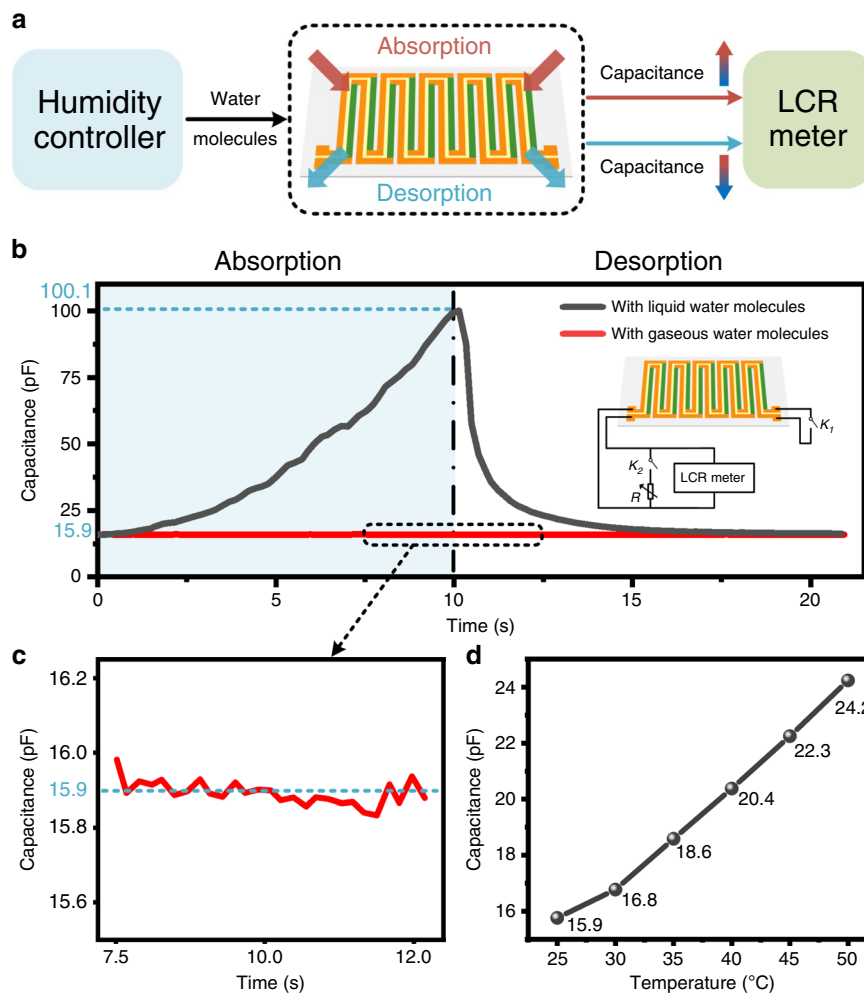 a
Humidity
controller
Water
molecules
Absorption
Desorption
Capacitance
Capacitance
LCR
meter
b
Absorption
Desorption
100.1
100
75
50
25
15.9
0
Capacitance (pF)
With liquid water molecules
With gaseous water molecules
K1
K2
R
LCR meter
0
5
10
15
20
Time (s)
c
16.2
16.0
15.9
15.8
15.6
Capacitance (pF)
7.5
10.0
12.0
Time (s)
d
24
22
20
18
16
Capacitance (pF)
15.9
16.8
18.6
20.4
22.3
24.2
25
30
35
40
45
50
Temperature (°C)